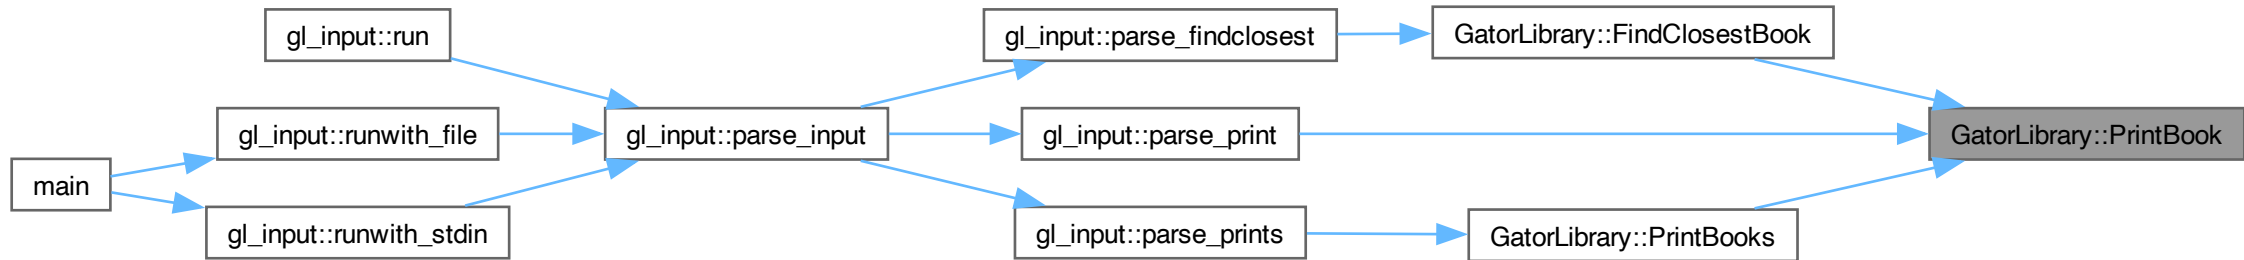 gl_input::run
gl_input::parse_findclosest
GatorLibrary::FindClosestBook
gl_input::runwith_file
gl_input::parse_input
gl_input::parse_print
GatorLibrary::PrintBook
main
gl_input::runwith_stdin
gl_input::parse_prints
GatorLibrary::PrintBooks